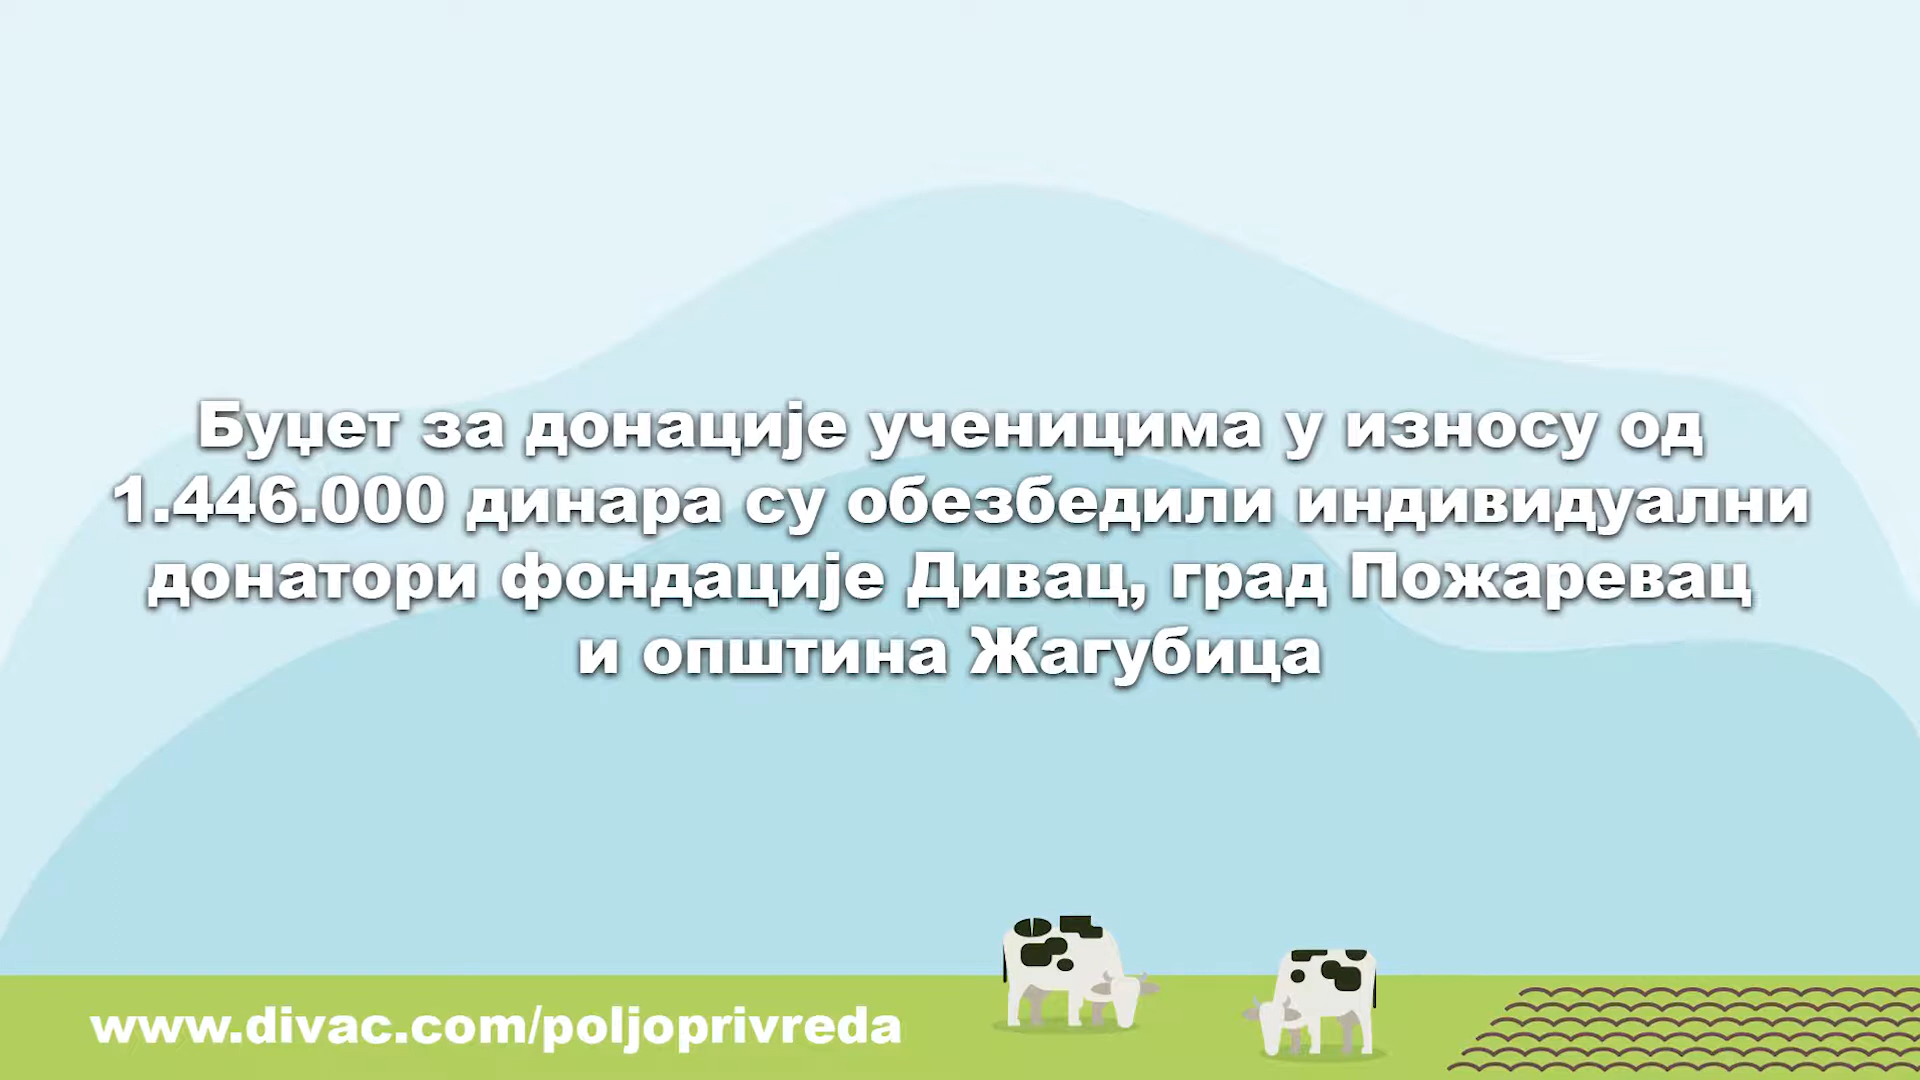 Буџет за донације ученицима у износу од
1.446.000 динара су обезбедили индивидуални
донатори фондације Дивац, град Пожаревац
и општина Жагубица
www.divac.com/poljoprivreda